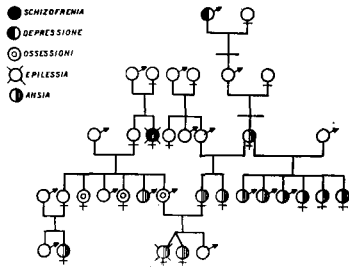 SCHIZOFRENIA
DEPRESSIONE
OSSESSIONI
EPILESSIA
ANSIA